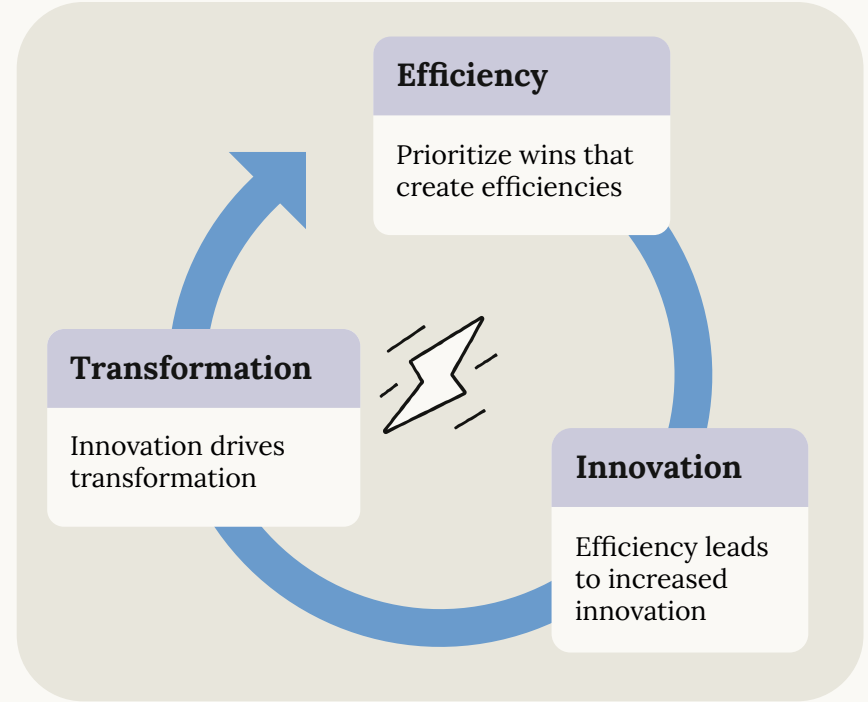 Efficiency
Prioritize wins that
create efficiencies
Transformation
Innovation drives
transformation
Innovation
Efficiency leads
to increased
innovation